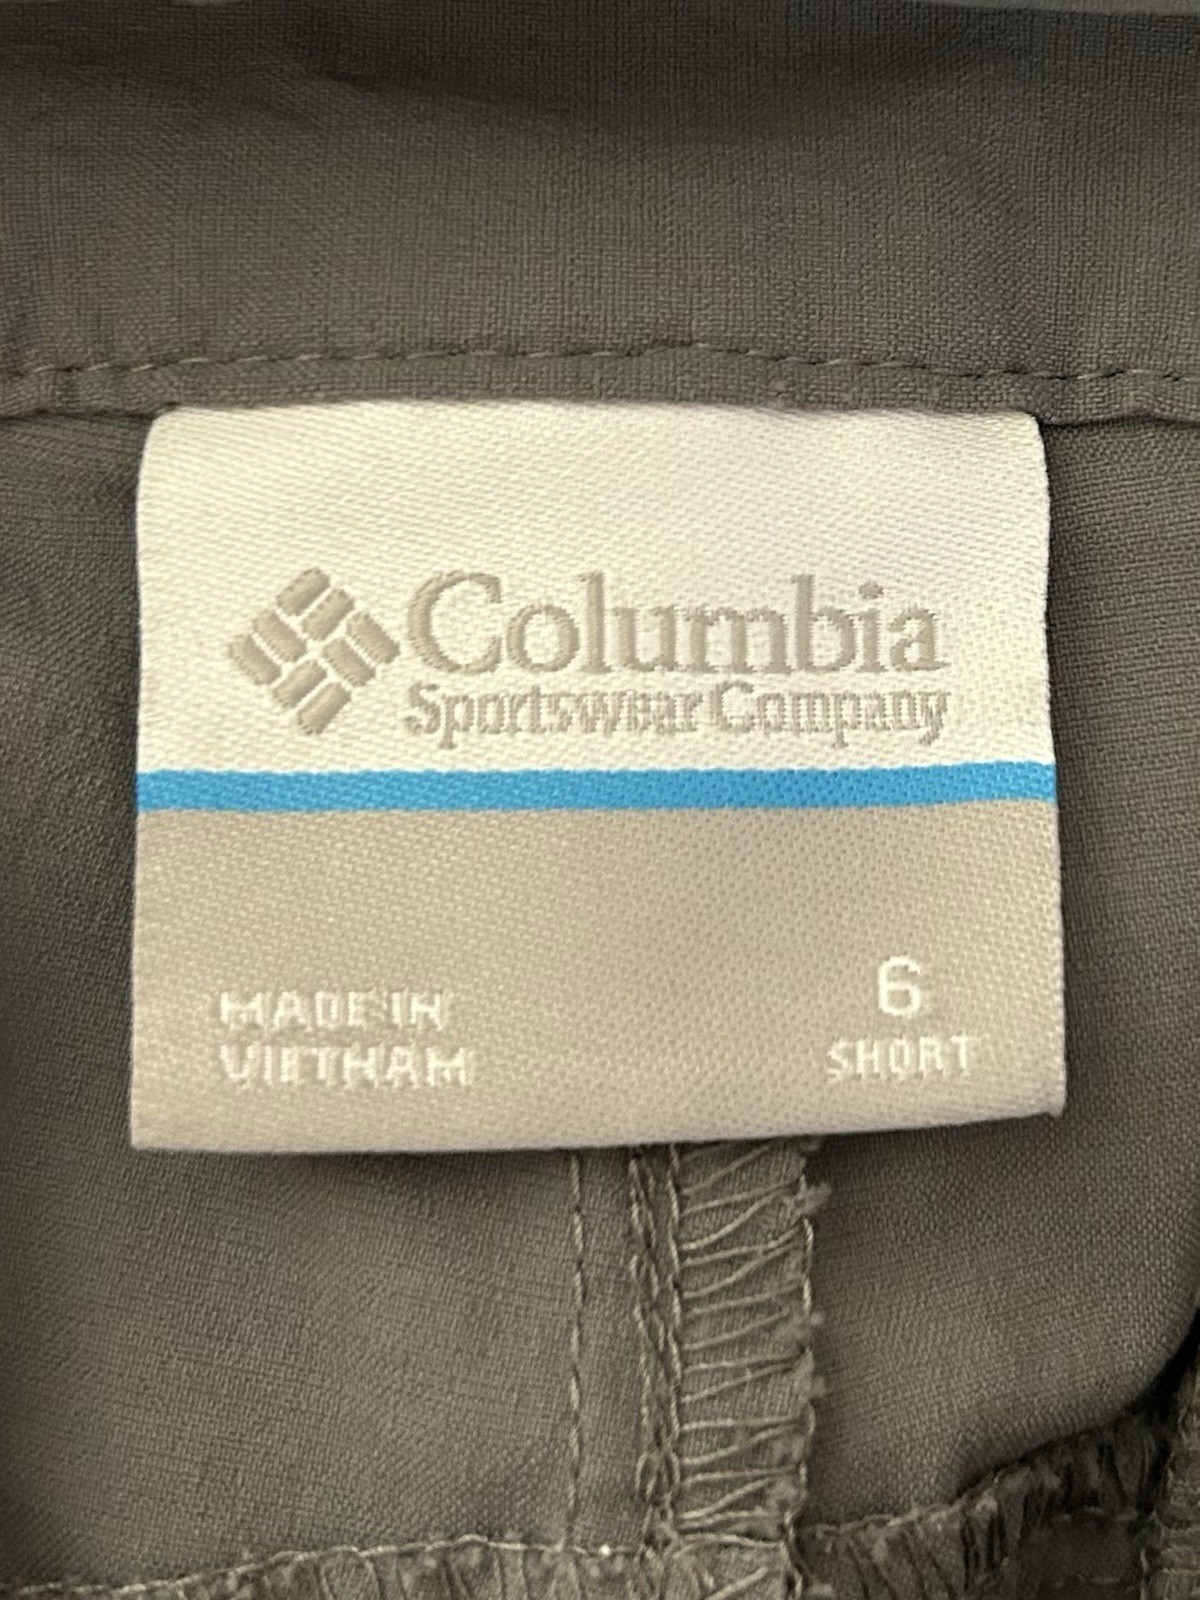 Columbia
Sportswear Company
MADE IN
VIETNAM
6
SHORT